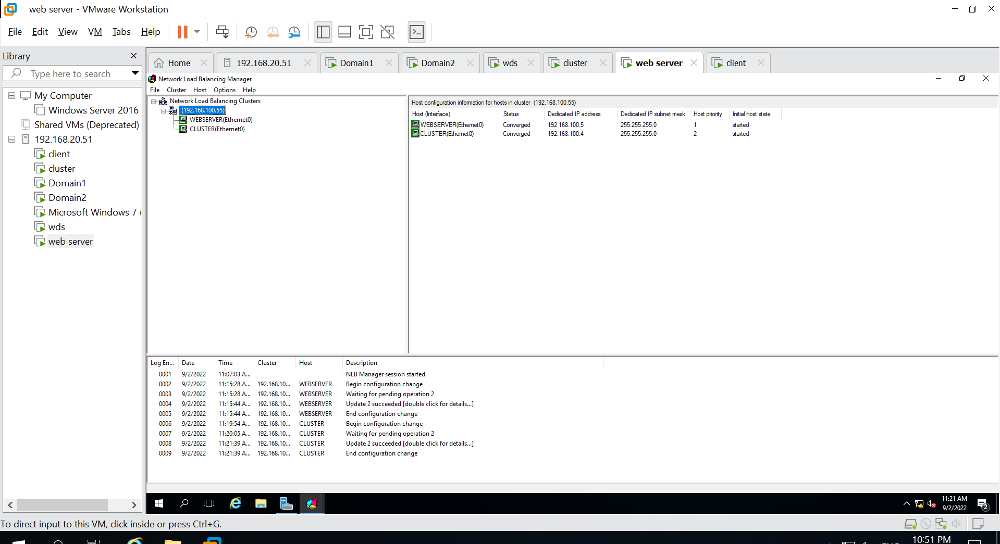 web server - VMware Workstation
File Edit View VM Tabs Help
Library
Type here to search
My Computer
Windows Server 2016
Shared VMs (Deprecated)
192.168.20.51
client
cluster
Domain1
Domain2
Microsoft Windows 7 (
wds
web server
Home 192.168.20.51 Domain1 Domain2 wds cluster web server client
Network Load Balancing Manager
File Cluster Host Options Help
Network Load Balancing Clusters
(192.168.100.55)
WEBSERVER(Ethernet0)
CLUSTER(Ethernet0)
Host configuration information for hosts in cluster (192.168.100.55)
Host (Interface) Status Dedicated IP address Dedicated IP subnet mask Host priority Initial host state
WEBSERVER(Ethernet0) Converged 192.168.100.5 255.255.255.0 1 started
CLUSTER(Ethernet0) Converged 192.168.100.4 255.255.255.0 2 started
Log En... Date Time Cluster Host Description
0001 9/2/2022 11:07:03 A... NLB Manager session started
0002 9/2/2022 11:15:28 A... 192.168.10... WEBSERVER Begin configuration change
0003 9/2/2022 11:15:28 A... 192.168.10... WEBSERVER Waiting for pending operation 2
0004 9/2/2022 11:15:44 A... 192.168.10... WEBSERVER Update 2 succeeded [double click for details...]
0005 9/2/2022 11:15:44 A... 192.168.10... WEBSERVER End configuration change
0006 9/2/2022 11:19:54 A... 192.168.10... CLUSTER Begin configuration change
0007 9/2/2022 11:20:05 A... 192.168.10... CLUSTER Waiting for pending operation 2
0008 9/2/2022 11:21:39 A... 192.168.10... CLUSTER Update 2 succeeded [double click for details...]
0009 9/2/2022 11:21:39 A... 192.168.10... CLUSTER End configuration change
11:21 AM
9/2/2022
2
To direct input to this VM, click inside or press Ctrl+G.
10:51 PM